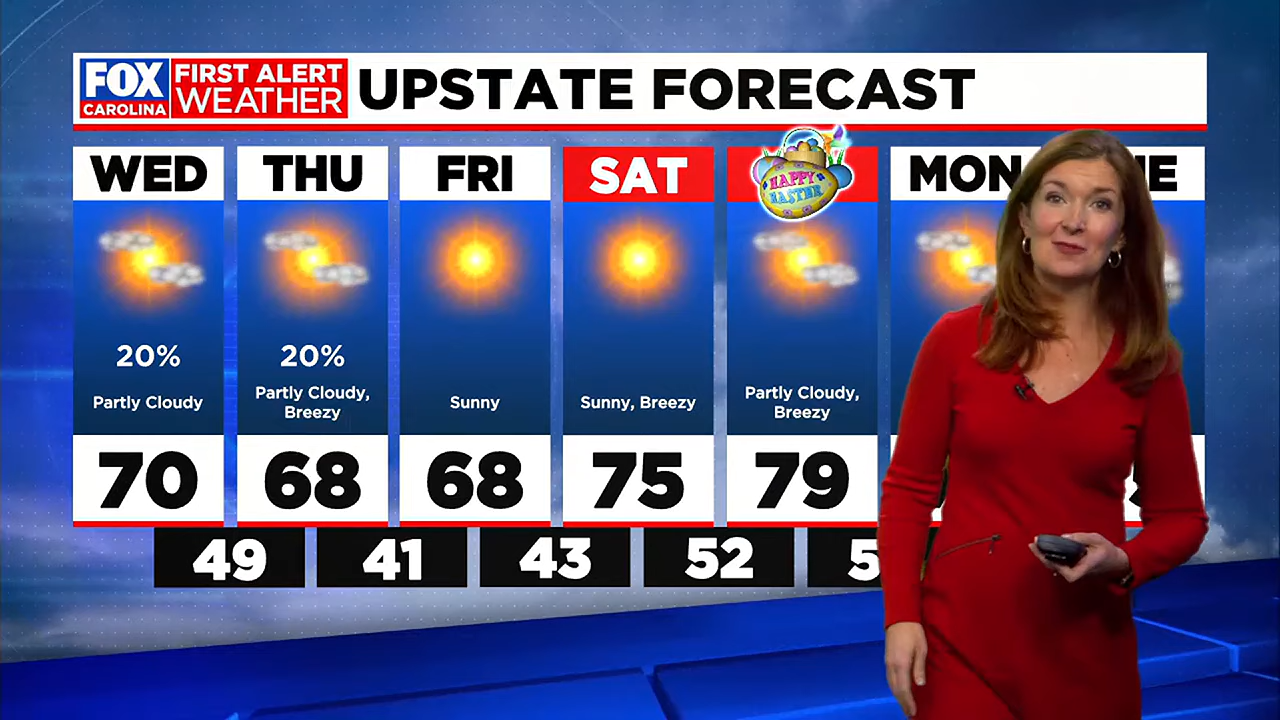 FOX
CAROLINA
FIRST ALERT
WEATHER
UPSTATE FORECAST
WED
THU
FRI
SAT
HAPPY
EASTER
MON
20%
20%
Partly Cloudy
Partly Cloudy,
Breezy
Sunny
Sunny, Breezy
Partly Cloudy,
Breezy
70
68
68
75
79
49
41
43
52